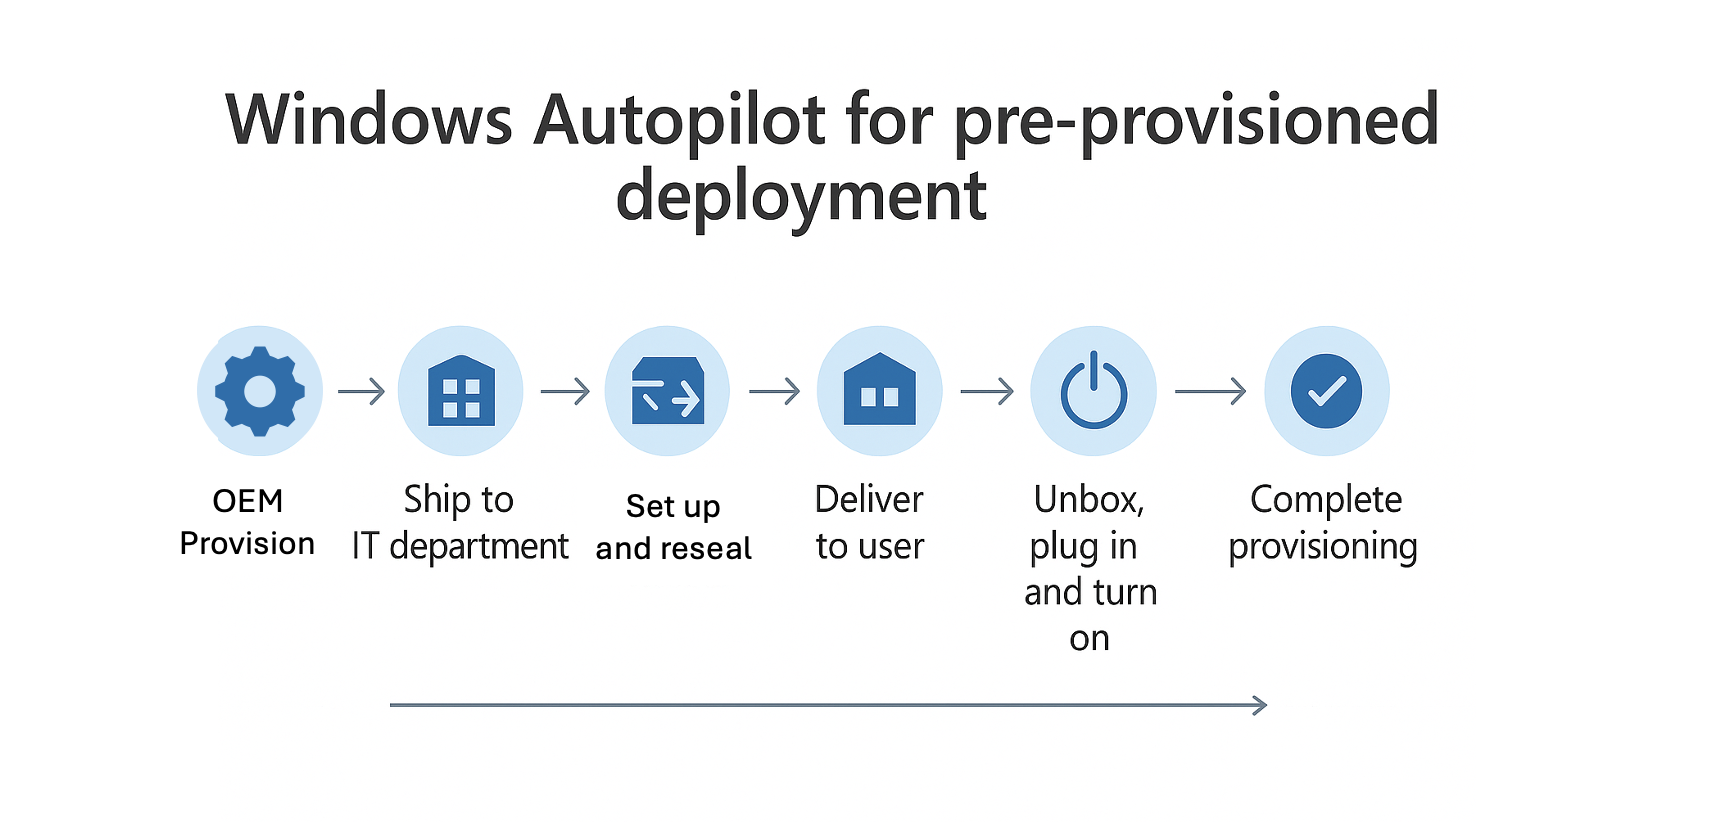 Windows Autopilot for pre-provisioned
deployment
OEM
Provision
Ship to
IT department
Set up
and reseal
Deliver
to user
Unbox,
plug in
and turn
on
Complete
provisioning